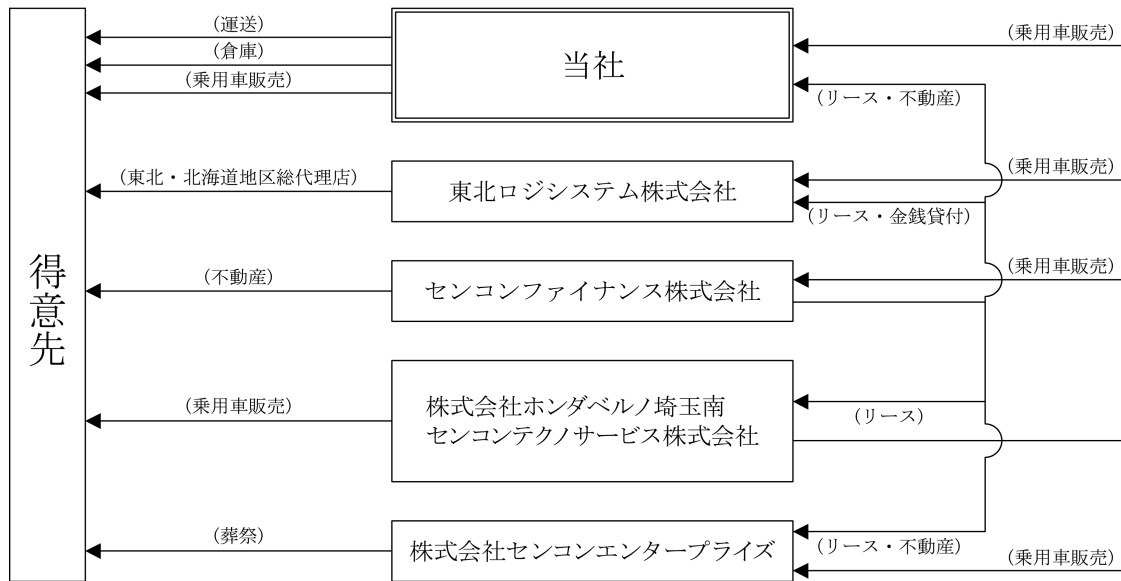 (運送)
(倉庫)
(乗用車販売)
当社
(乗用車販売)
(リース・不動産)
(東北・北海道地区総代理店)
東北ロジシステム株式会社
(乗用車販売)
(リース・金銭貸付)
得意先
(不動産)
センコンファイナンス株式会社
(乗用車販売)
(乗用車販売)
株式会社ホンダベルノ埼玉南
センコンテクノサービス株式会社
(リース)
(葬祭)
株式会社センコンエンタープライズ
(リース・不動産)
(乗用車販売)